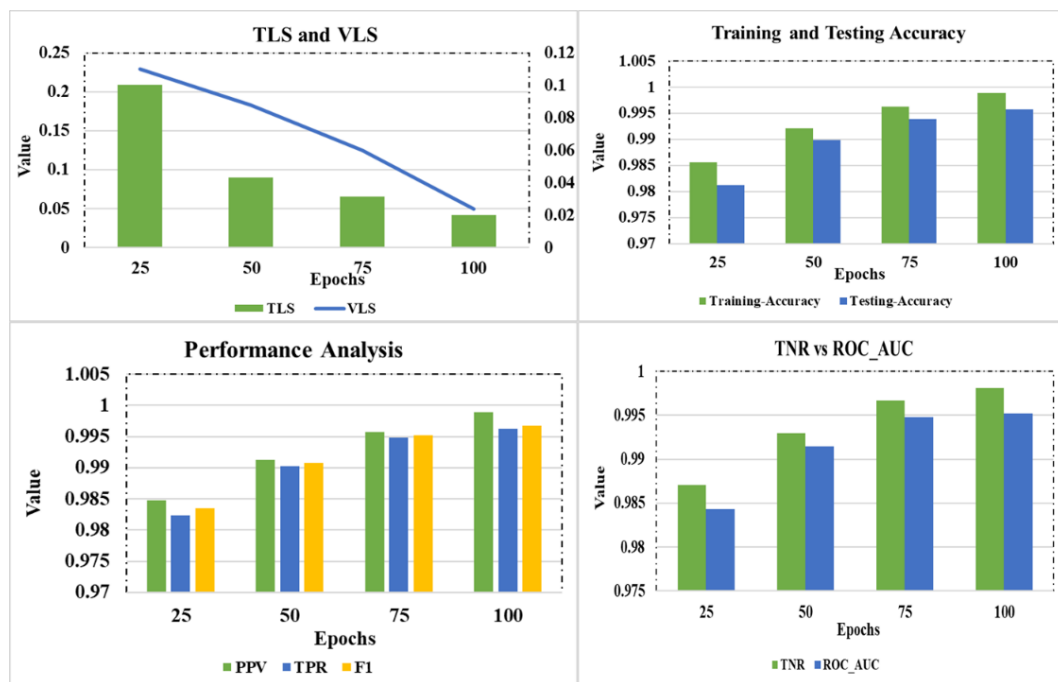 TLS and VLS
0.25
0.2
0.15
0.1
0.05
0
0.12
0.1
0.08
0.06
0.04
0.02
0
Value
25 50 75 100
Epochs
TLS VLS
Training and Testing Accuracy
1.005
1
0.995
0.99
0.985
0.98
0.975
0.97
Value
25 50 75 100
Epochs
Training-Accuracy Testing-Accuracy
Performance Analysis
1.005
1
0.995
0.99
0.985
0.98
0.975
0.97
Value
25 50 75 100
Epochs
PPV TPR F1
TNR vs ROC_AUC
1
0.995
0.99
0.985
0.98
0.975
Value
25 50 75 100
Epochs
TNR ROC_AUC